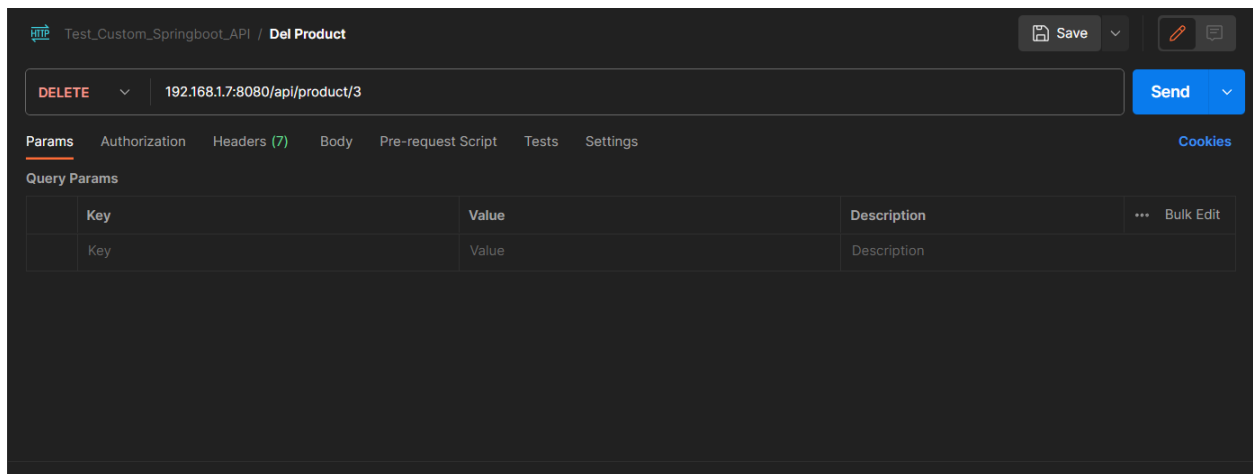 HTTP Test_Custom_Springboot_API / Del Product Save
DELETE 192.168.1.7:8080/api/product/3 Send
Params Authorization Headers (7) Body Pre-request Script Tests Settings Cookies
Query Params
Key Value Description ••• Bulk Edit
Key Value Description